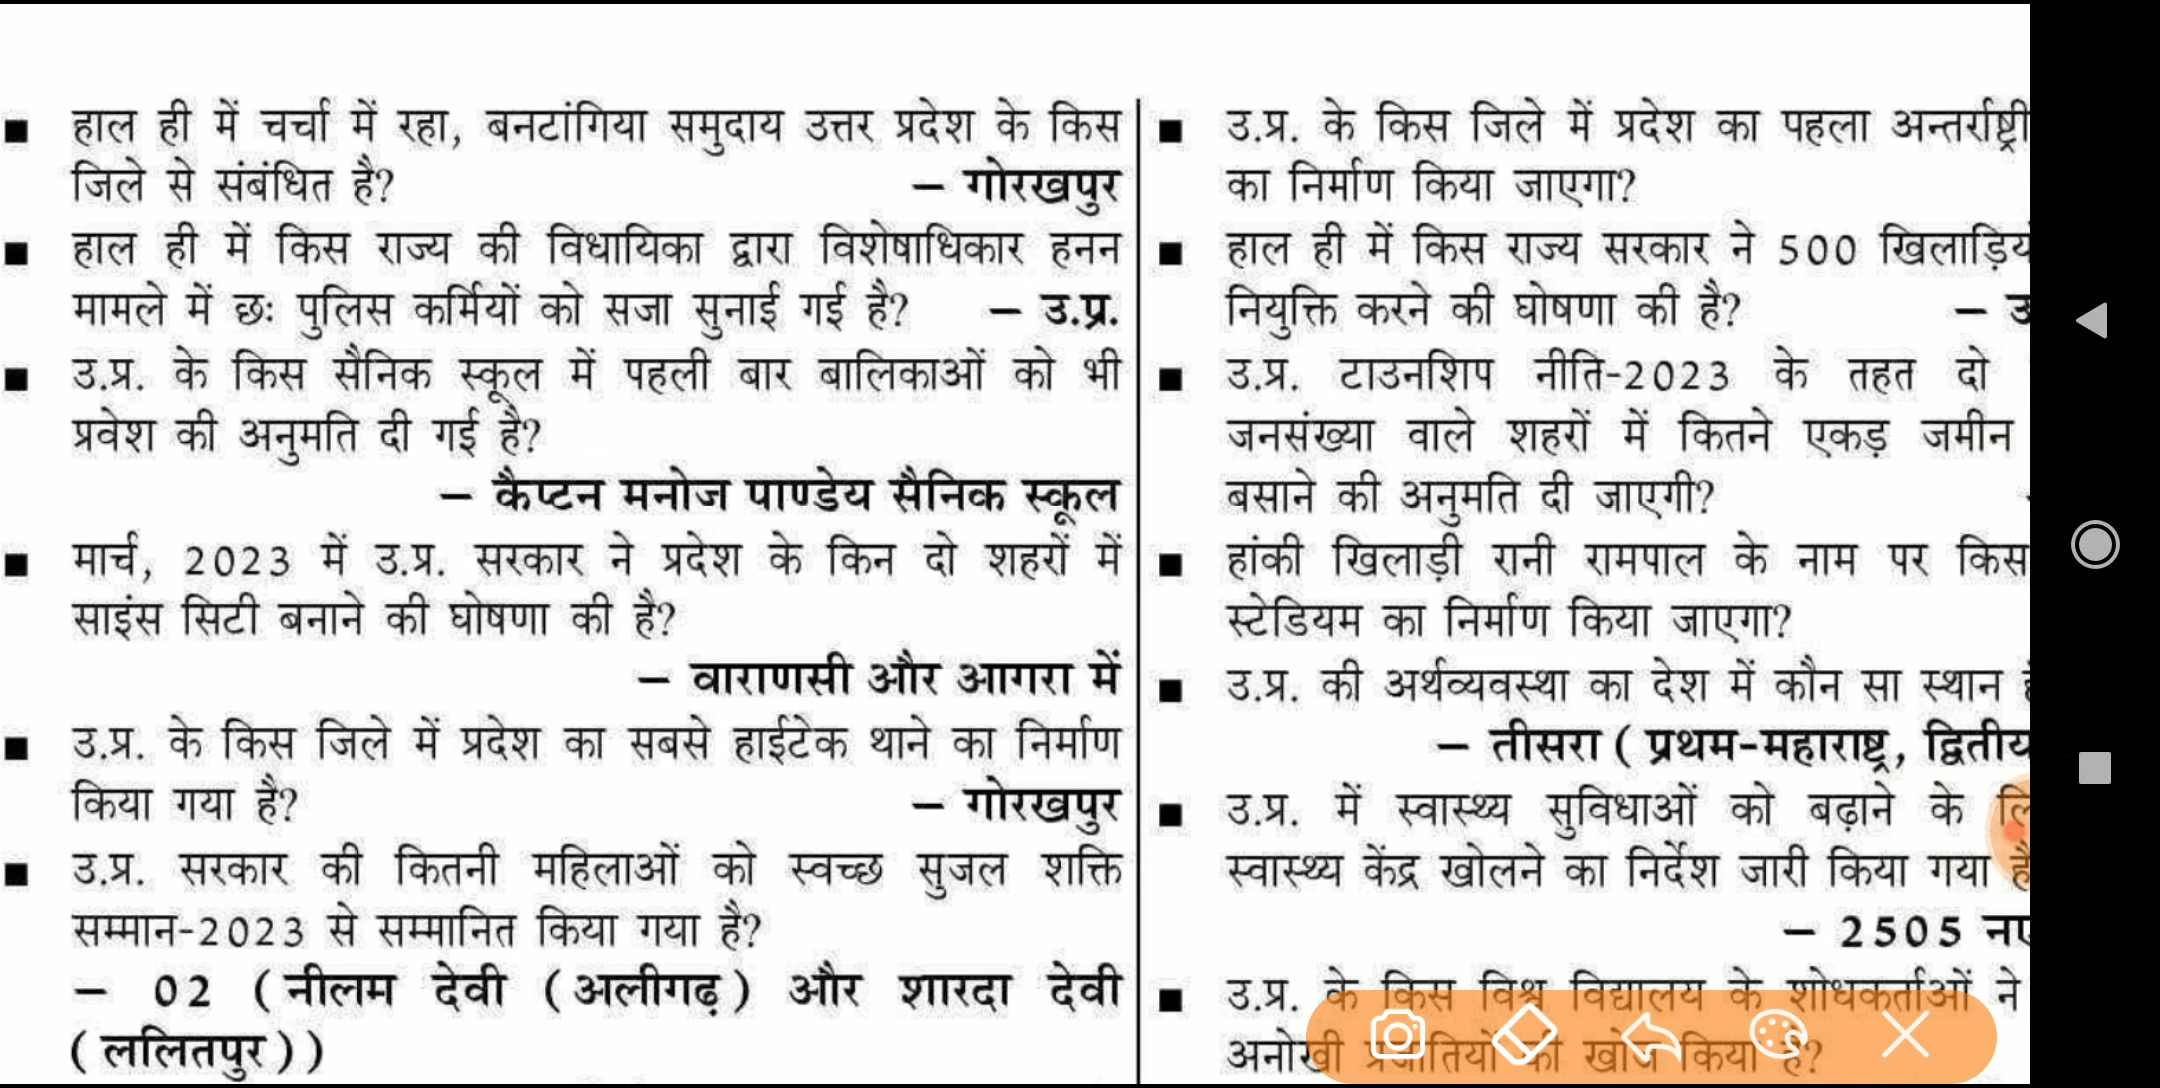 ■ हाल ही में चर्चा में रहा, बनटांगिया समुदाय उत्तर प्रदेश के किस
जिले से संबंधित है? – गोरखपुर
■ हाल ही में किस राज्य की विधायिका द्वारा विशेषाधिकार हनन
मामले में छः पुलिस कर्मियों को सजा सुनाई गई है? – उ.प्र.
■ उ.प्र. के किस सैनिक स्कूल में पहली बार बालिकाओं को भी
प्रवेश की अनुमति दी गई है?
– कैप्टन मनोज पाण्डेय सैनिक स्कूल
■ मार्च, 2023 में उ.प्र. सरकार ने प्रदेश के किन दो शहरों में
साइंस सिटी बनाने की घोषणा की है?
– वाराणसी और आगरा में
■ उ.प्र. के किस जिले में प्रदेश का सबसे हाईटेक थाने का निर्माण
किया गया है? – गोरखपुर
■ उ.प्र. सरकार की कितनी महिलाओं को स्वच्छ सुजल शक्ति
सम्मान-2023 से सम्मानित किया गया है?
– 02 (नीलम देवी (अलीगढ़) और शारदा देवी
(ललितपुर))
■ उ.प्र. के किस जिले में प्रदेश का पहला अन्तर्राष्ट्री
का निर्माण किया जाएगा?
■ हाल ही में किस राज्य सरकार ने 500
नियुक्ति करने की घोषणा की है? –
■ उ.प्र. टाउनशिप नीति-2023 के तहत दो
जनसंख्या वाले शहरों में कितने एकड़ जमीन
बसाने की अनुमति दी जाएगी?
■ हांकी खिलाड़ी रानी रामपाल के नाम पर किस
स्टेडियम का निर्माण किया जाएगा?
■ उ.प्र. की अर्थव्यवस्था का देश में कौन सा स्थान
– तीसरा (प्रथम-महाराष्ट्र, द्वितीय
■ उ.प्र. में स्वास्थ्य सुविधाओं को बढ़ाने के
स्वास्थ्य केंद्र खोलने का निर्देश जारी किया गया
– 2505
■ उ.प्र. के किस विश्व विद्यालय के शोधकर्ताओं ने
अनोखी प्रजातियों की खोज किया है?